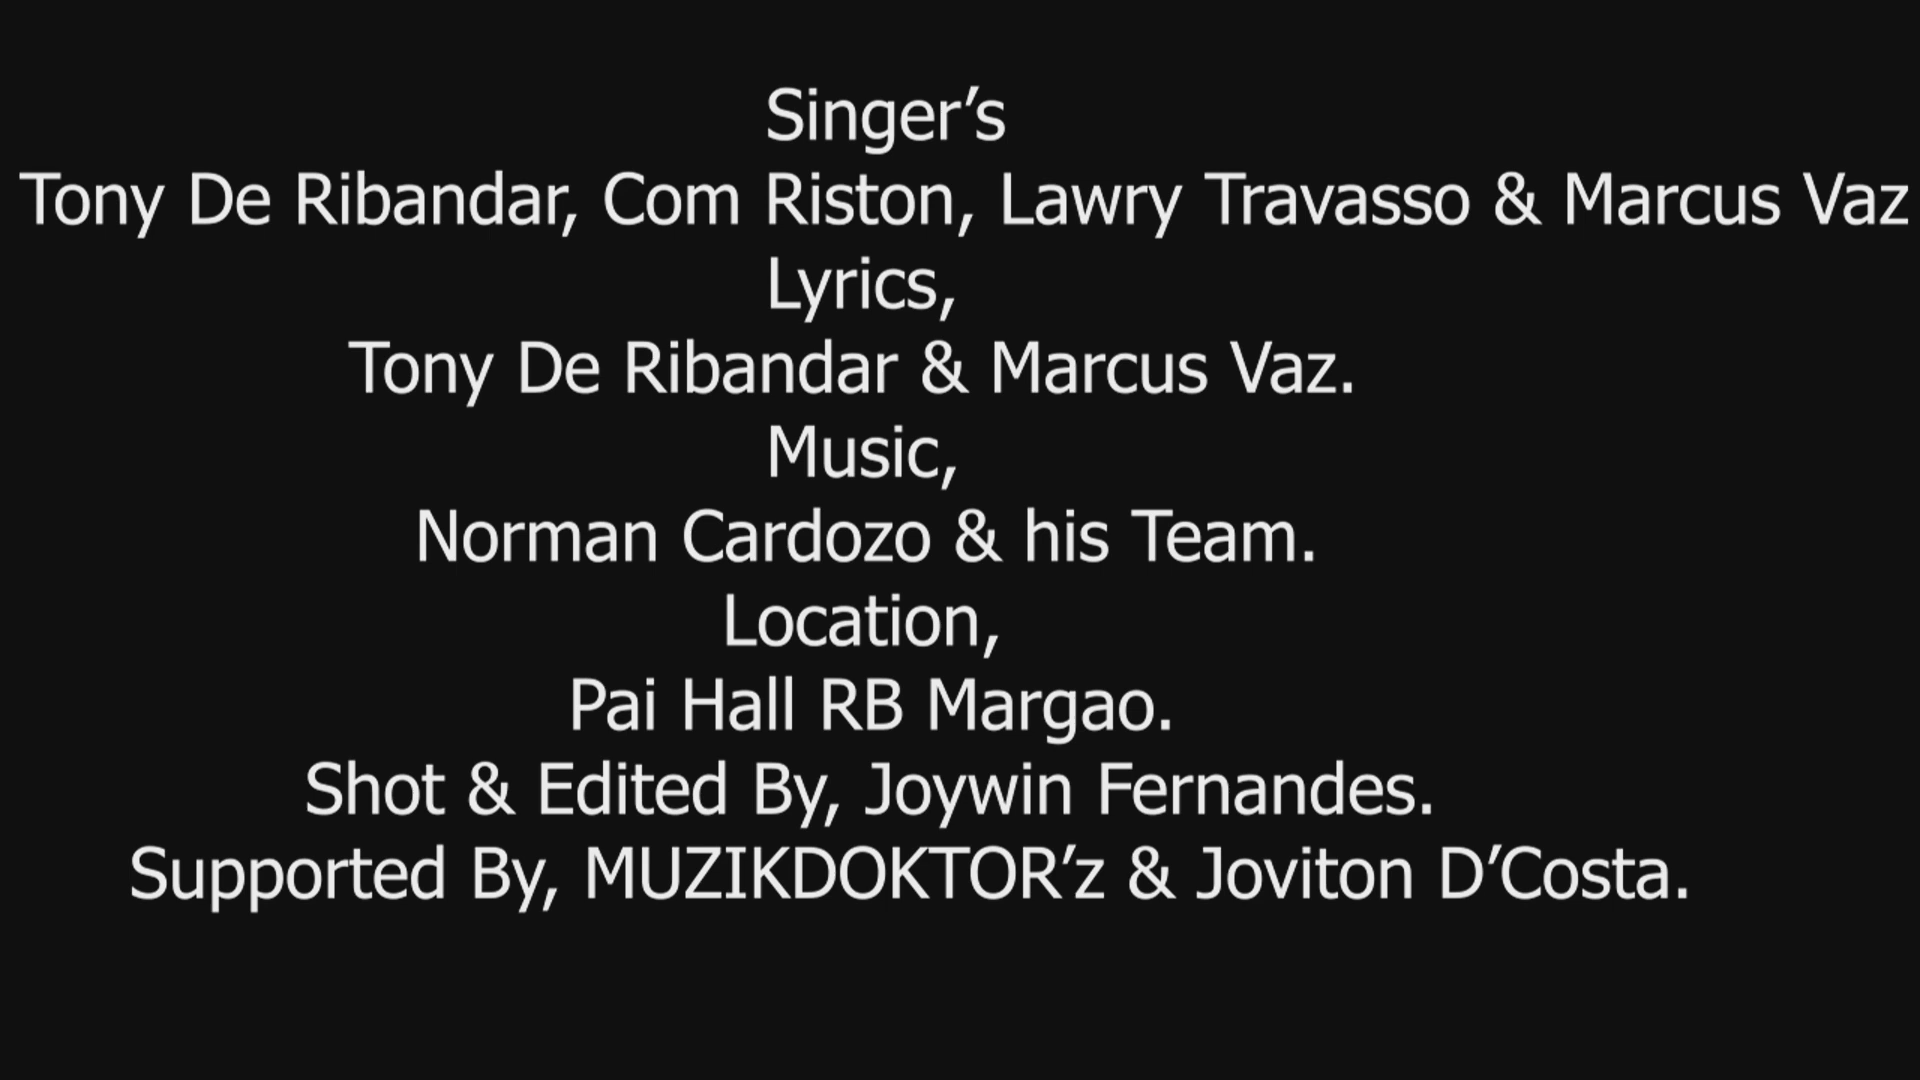 Singer’s
Tony De Ribandar, Com Riston, Lawry Travasso & Marcus Vaz
Lyrics,
Tony De Ribandar & Marcus Vaz.
Music,
Norman Cardozo & his Team.
Location,
Pai Hall RB Margao.
Shot & Edited By, Joywin Fernandes.
Supported By, MUZIKDOKTOR’z & Joviton D’Costa.